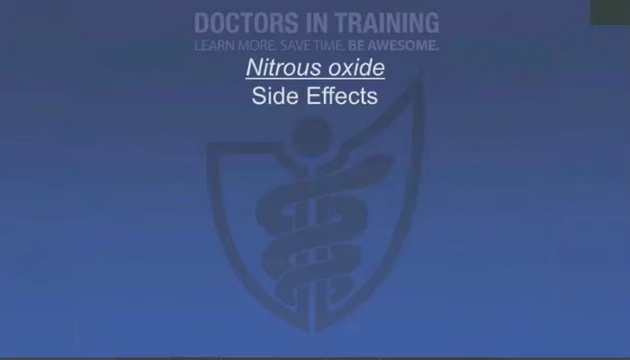 DOCTORS IN TRAINING
LEARN MORE. SAVE TIME. BE AWESOME.
Nitrous oxide
Side Effects